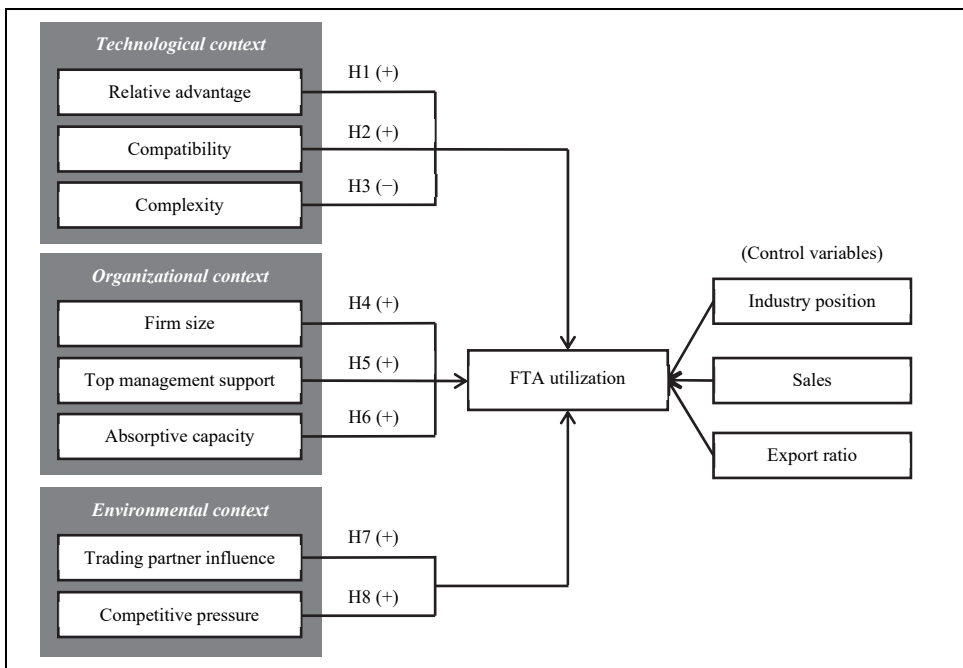 Technological context
Relative advantage
H1 (+)
Compatibility
H2 (+)
Complexity
H3 (−)
Organizational context
Firm size
H4 (+)
Top management support
H5 (+)
Absorptive capacity
H6 (+)
Environmental context
Trading partner influence
H7 (+)
Competitive pressure
H8 (+)
FTA utilization
(Control variables)
Industry position
Sales
Export ratio